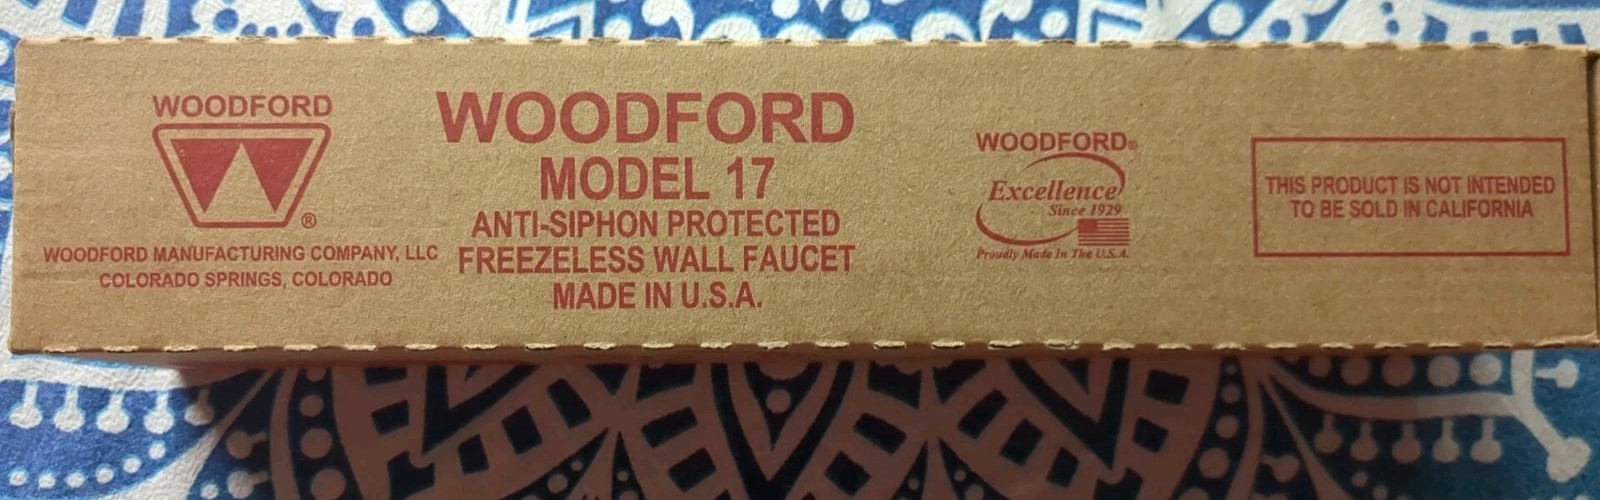 WOODFORD
®
WOODFORD MANUFACTURING COMPANY, LLC
COLORADO SPRINGS, COLORADO
WOODFORD
MODEL 17
ANTI-SIPHON PROTECTED
FREEZELESS WALL FAUCET
MADE IN U.S.A.
WOODFORD®
Excellence
Since 1929
Proudly Made In The U.S.A.
THIS PRODUCT IS NOT INTENDED
TO BE SOLD IN CALIFORNIA